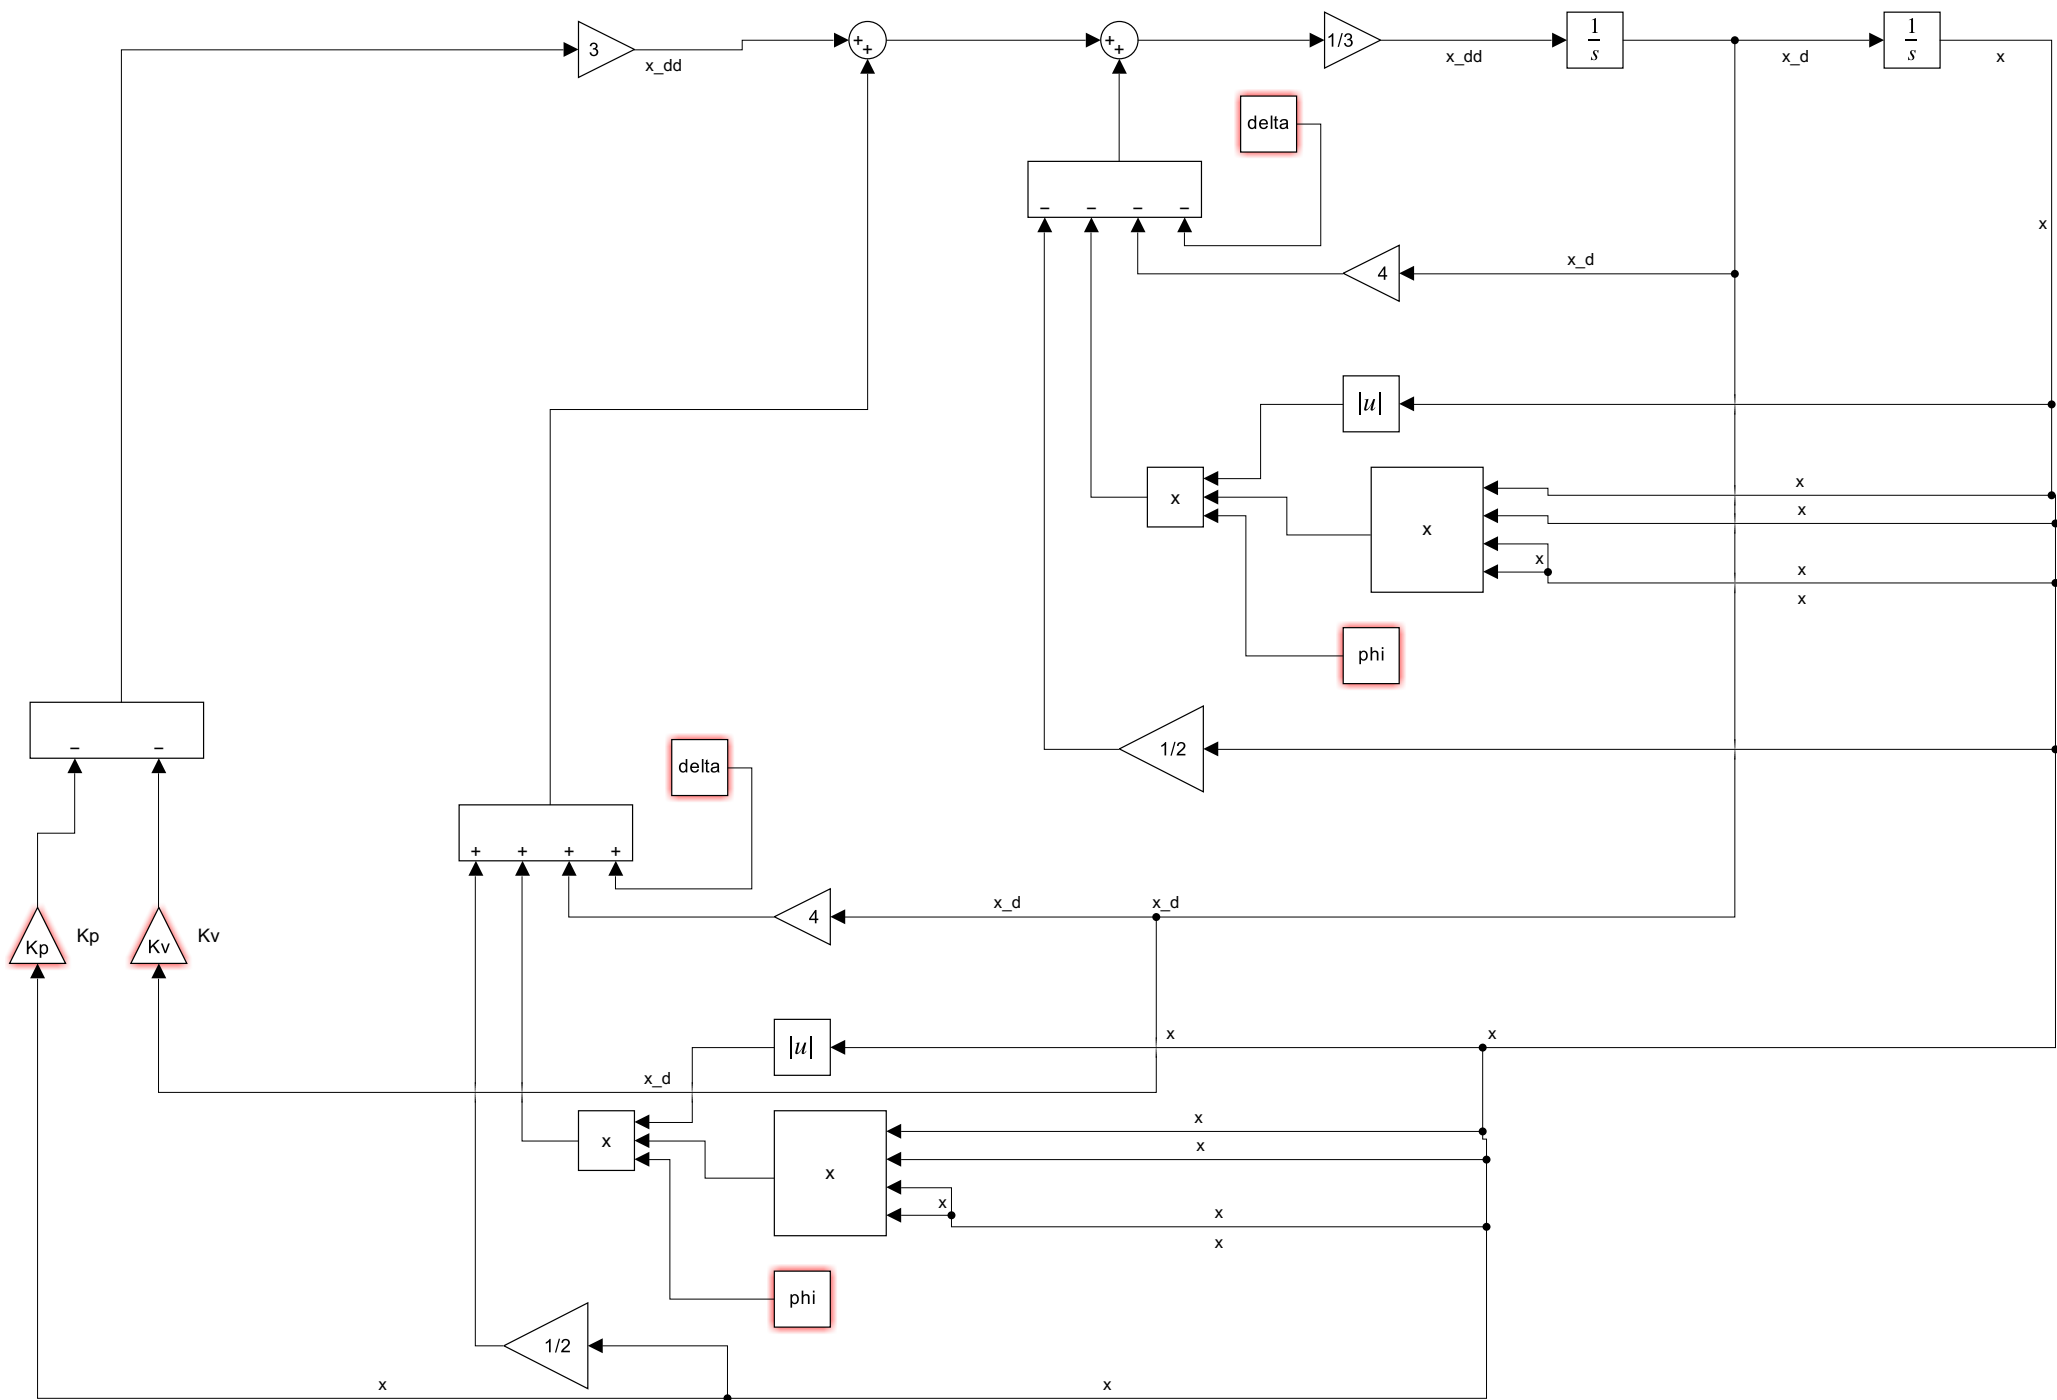 3
x_dd
+
+
+
+
1/3
x_dd
1
s
x_d
1
s
x
delta
− − − −
x
4
x_d
|u|
x
x
x
x
x
x
x
phi
1/2
− −
delta
+ + + +
Kp
Kp
Kv
Kv
4
x_d
x_d
|u|
x
x
x_d
x
x
x
x
x
x
x
phi
1/2
x
x